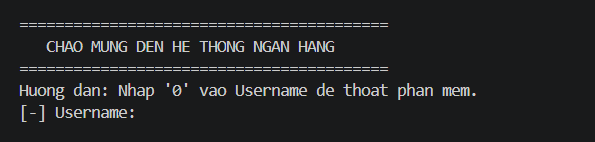 =========================================
CHAO MUNG DEN HE THONG NGAN HANG
=========================================
Huong dan: Nhap '0' vao Username de thoat phan mem.
[-] Username: